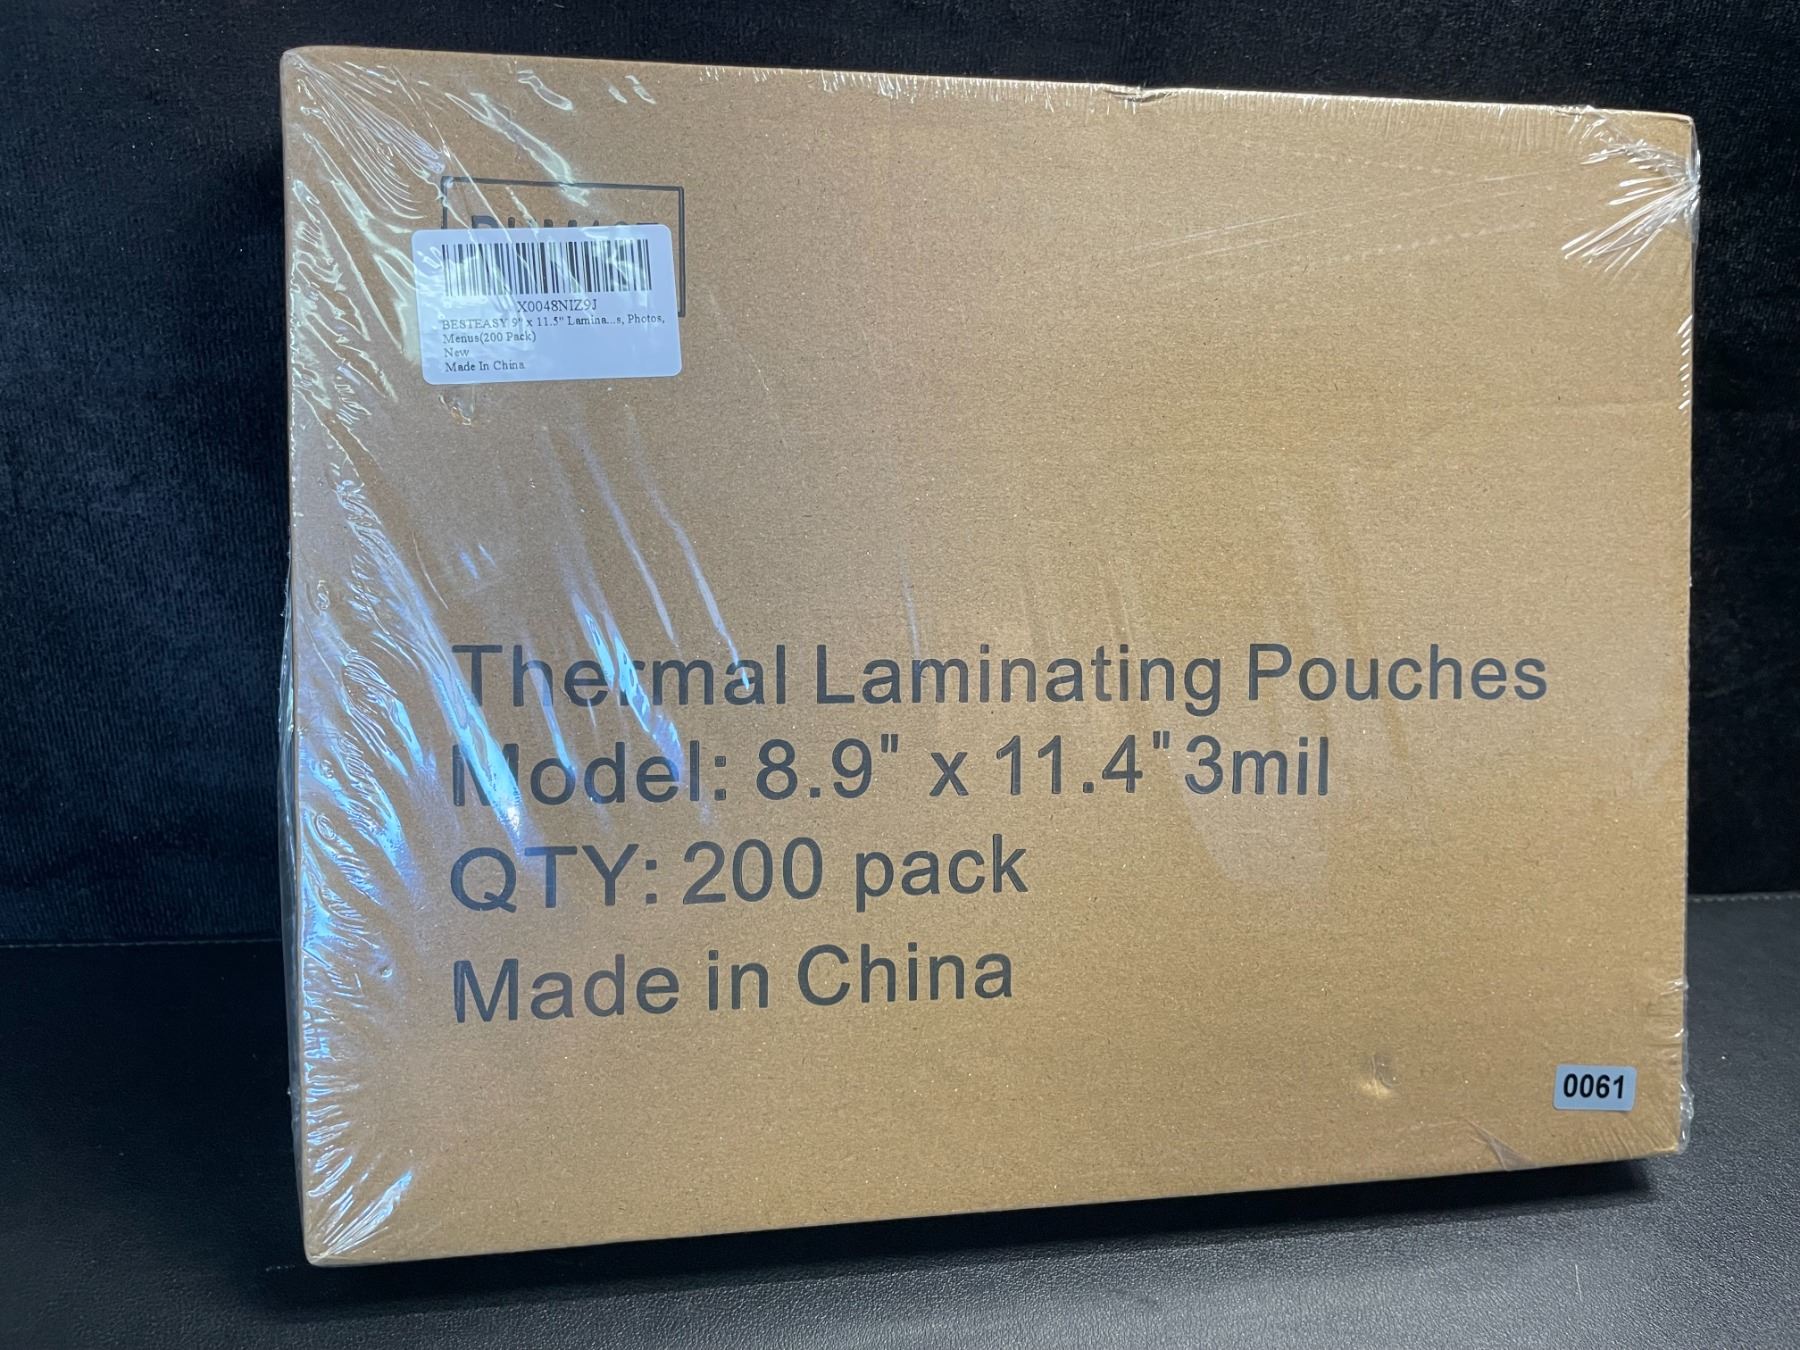 X0048NIZ9J
BESTEASY 9" x 11.5" Lamina...s, Photos,
Menus(200 Pack)
New
Made In China
Thermal Laminating Pouches
Model: 8.9" x 11.4" 3mil
QTY: 200 pack
Made in China
0061